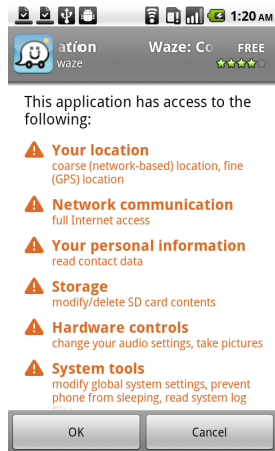 1:20 AM
ation Waze: Co FREE
waze
This application has access to the
following:
Your location
coarse (network-based) location, fine
(GPS) location
Network communication
full Internet access
Your personal information
read contact data
Storage
modify/delete SD card contents
Hardware controls
change your audio settings, take pictures
System tools
modify global system settings, prevent
phone from sleeping, read system log
OK Cancel